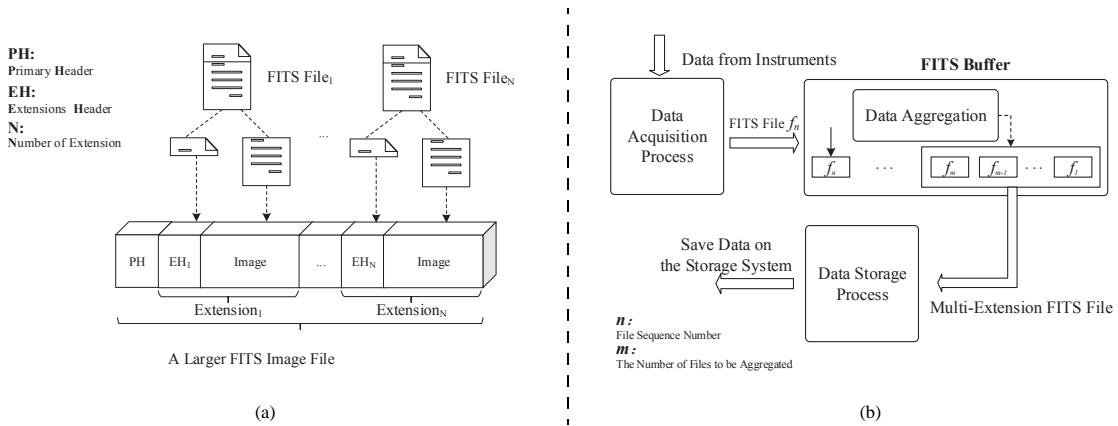 PH:
Primary Header
EH:
Extensions Header
N:
Number of Extension
FITS File1
FITS FileN
...
PH
EH1
Image
...
EHN
Image
Extension1
ExtensionN
A Larger FITS Image File
(a)
Data from Instruments
FITS Buffer
Data
Acquisition
Process
FITS File fn
Data Aggregation
fn
...
fm
fm-1
...
f1
Save Data on
the Storage System
Data Storage
Process
Multi-Extension FITS File
n:
File Sequence Number
m:
The Number of Files to be Aggregated
(b)